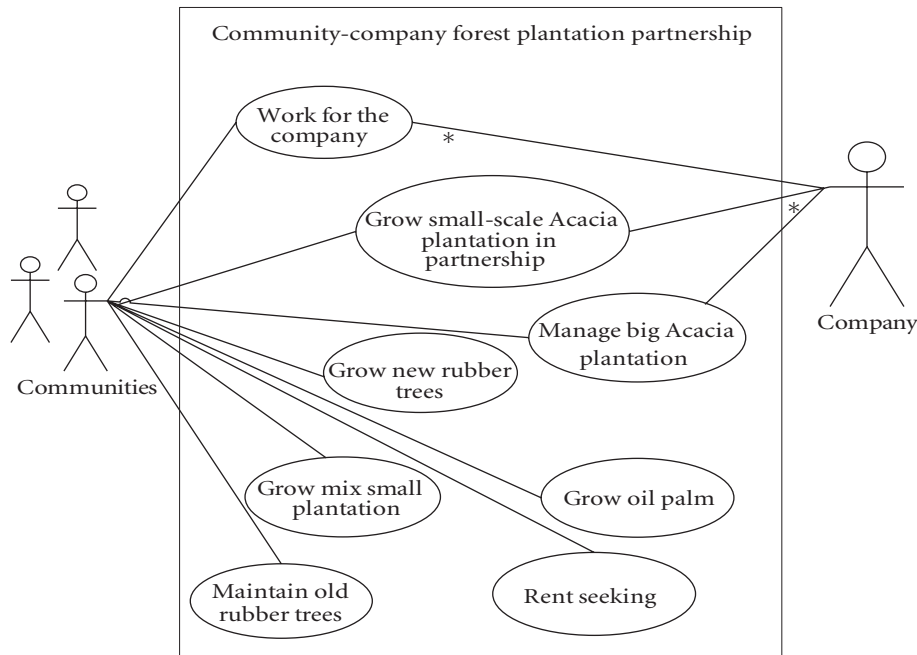 Community-company forest plantation partnership
Work for the
company
*
Grow small-scale Acacia
plantation in
partnership
*
Company
Manage big Acacia
plantation
Communities
Grow new rubber
trees
Grow mix small
plantation
Grow oil palm
Maintain old
rubber trees
Rent seeking